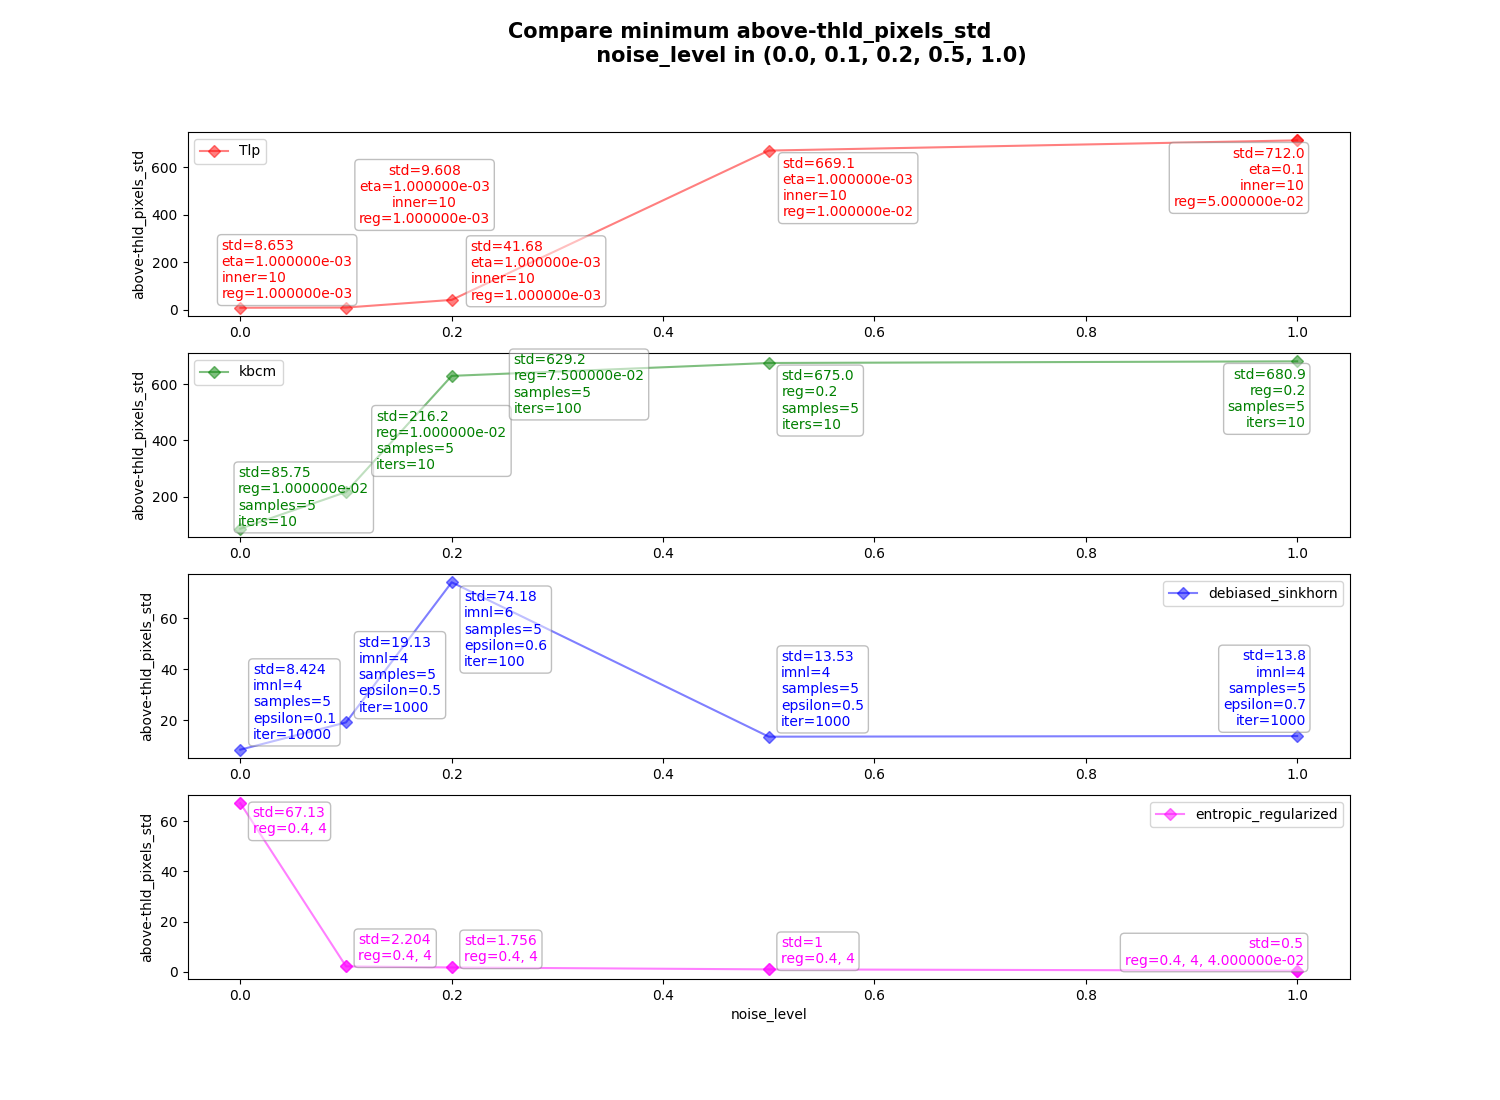 Compare minimum above-thld_pixels_std
noise_level in (0.0, 0.1, 0.2, 0.5, 1.0)
above-thld_pixels_std
600
400
200
0
Tlp
std=8.653
eta=1.000000e-03
inner=10
reg=1.000000e-03
std=9.608
eta=1.000000e-03
inner=10
reg=1.000000e-03
std=41.68
eta=1.000000e-03
inner=10
reg=1.000000e-03
std=669.1
eta=1.000000e-03
inner=10
reg=1.000000e-02
std=712.0
eta=0.1
inner=10
reg=5.000000e-02
0.0 0.2 0.4 0.6 0.8 1.0
above-thld_pixels_std
600
400
200
kbcm
std=85.75
reg=1.000000e-02
samples=5
iters=10
std=216.2
reg=1.000000e-02
samples=5
iters=10
std=629.2
reg=7.500000e-02
samples=5
iters=100
std=675.0
reg=0.2
samples=5
iters=10
std=680.9
reg=0.2
samples=5
iters=10
0.0 0.2 0.4 0.6 0.8 1.0
above-thld_pixels_std
60
40
20
debiased_sinkhorn
std=8.424
imnl=4
samples=5
epsilon=0.1
iter=10000
std=19.13
imnl=4
samples=5
epsilon=0.5
iter=1000
std=74.18
imnl=6
samples=5
epsilon=0.6
iter=100
std=13.53
imnl=4
samples=5
epsilon=0.5
iter=1000
std=13.8
imnl=4
samples=5
epsilon=0.7
iter=1000
0.0 0.2 0.4 0.6 0.8 1.0
above-thld_pixels_std
60
40
20
0
entropic_regularized
std=67.13
reg=0.4, 4
std=2.204
reg=0.4, 4
std=1.756
reg=0.4, 4
std=1
reg=0.4, 4
std=0.5
reg=0.4, 4, 4.000000e-02
0.0 0.2 0.4 0.6 0.8 1.0
noise_level